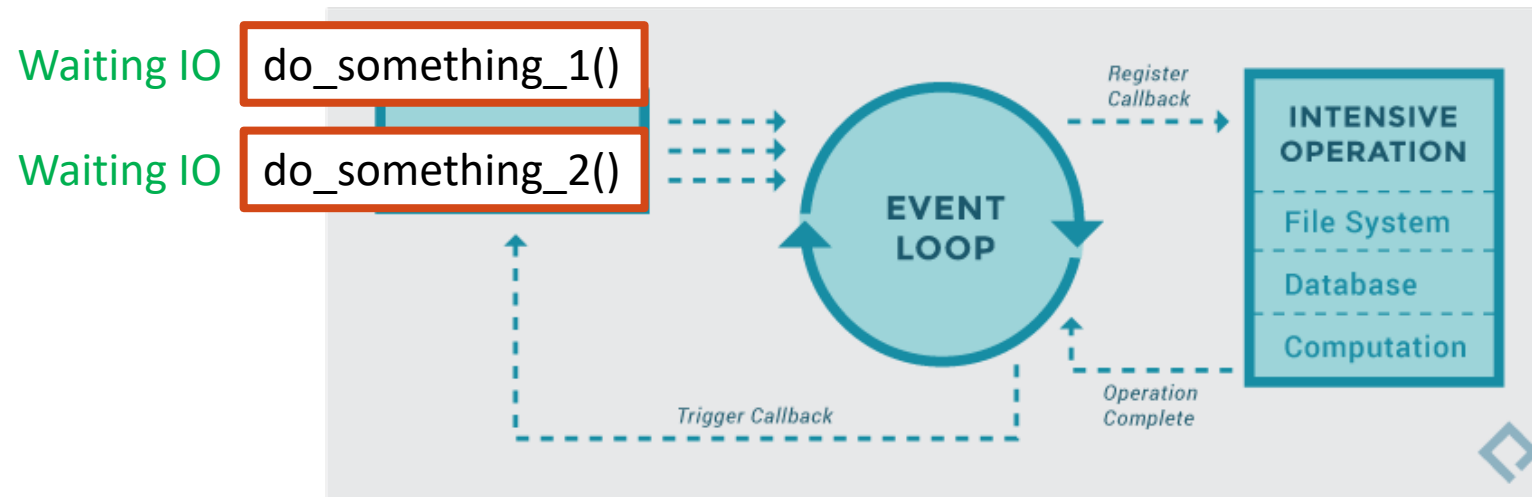 Waiting IO do_something_1()
Waiting IO do_something_2()
Register
Callback
EVENT
LOOP
INTENSIVE
OPERATION
File System
Database
Computation
Operation
Complete
Trigger Callback